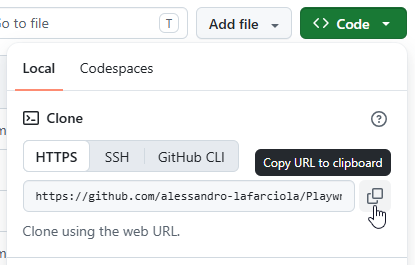 o to file
T
Add file
Code
Local
Codespaces
Clone
HTTPS
SSH
GitHub CLI
Copy URL to clipboard
https://github.com/alessandro-lafarciola/Playwr
Clone using the web URL.